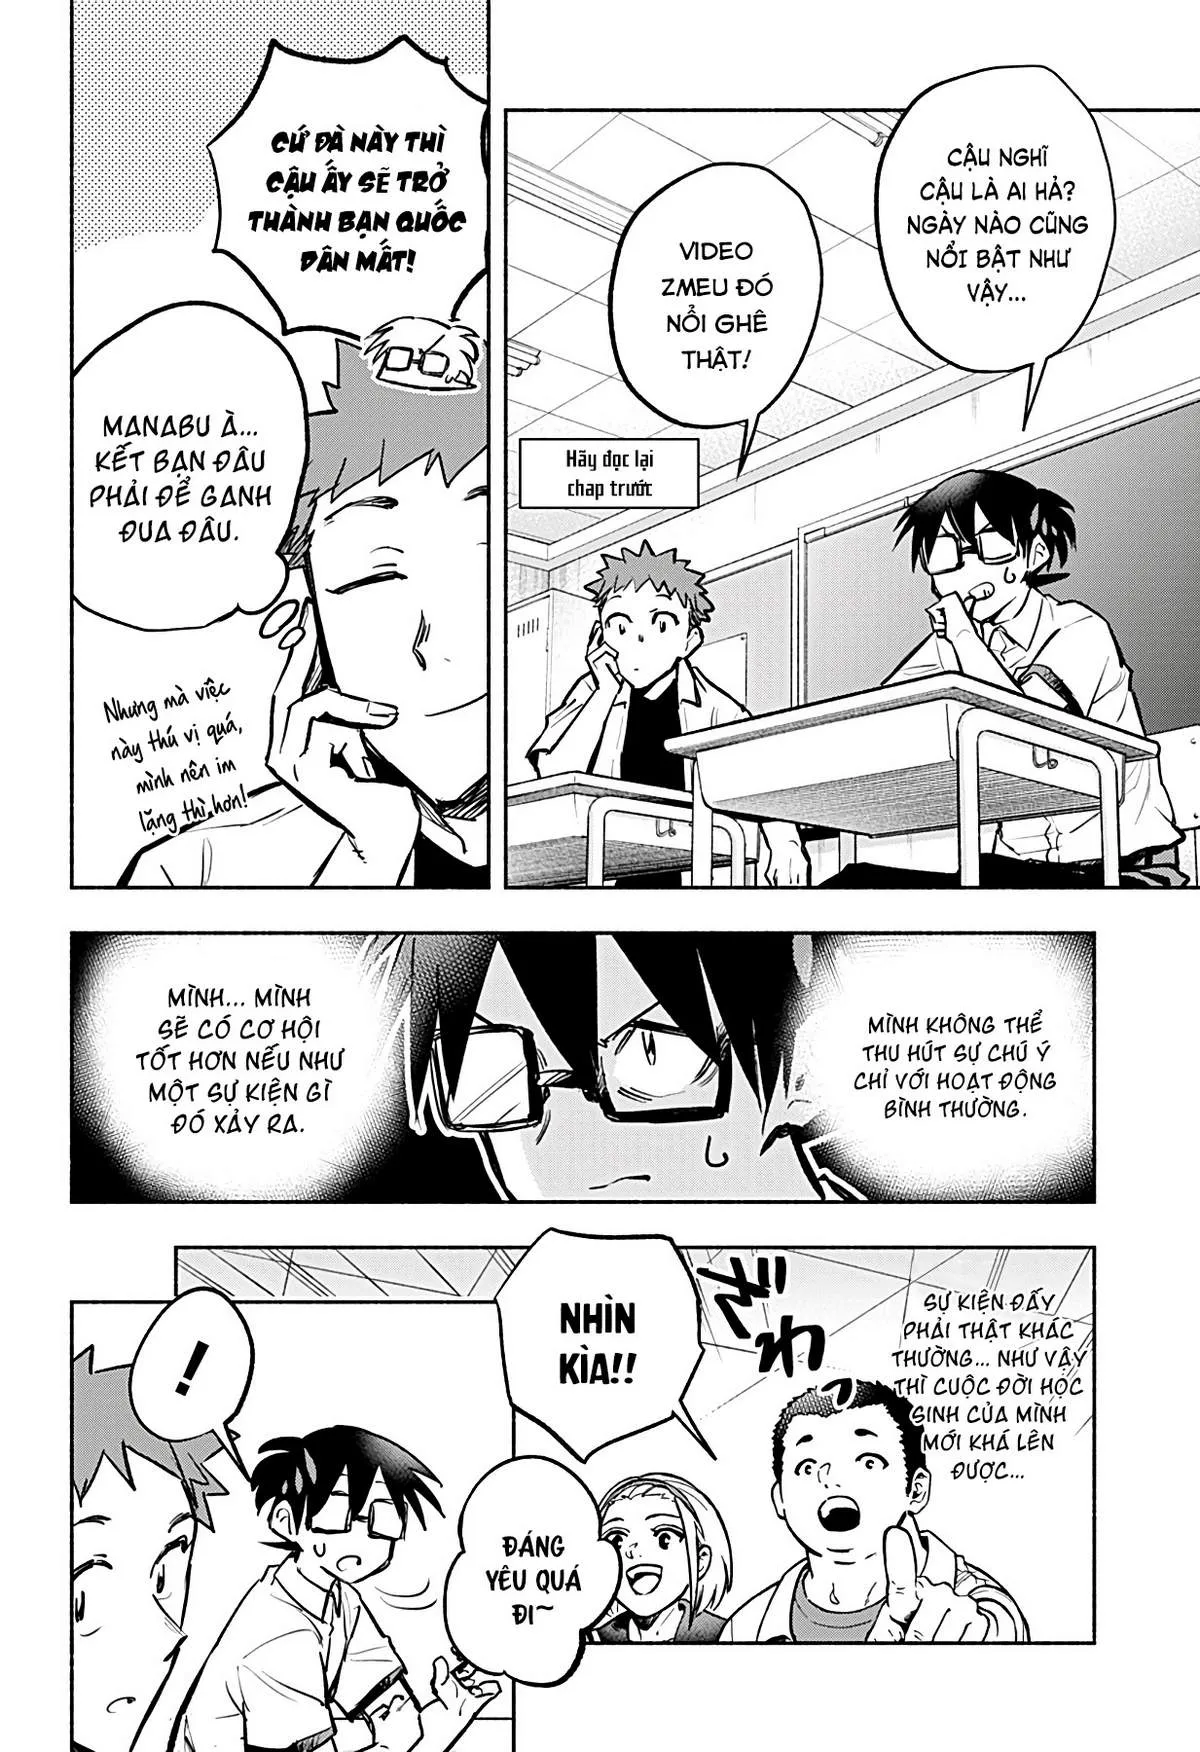 CẬU NGHĨ
CẬU LÀ AI HẢ?
NGÀY NÀO CŨNG
NỔI BẬT NHƯ
VẬY...
VIDEO
ZMEU ĐÓ
NỔI GHÊ
THẬT!
Hãy đọc lại
chap trước
CỨ ĐÀ NÀY THÌ
CẬU ẤY SẼ TRỞ
THÀNH BẠN QUỐC
DÂN MẤT!
MANABU À...
KẾT BẠN ĐÂU
PHẢI ĐỂ GANH
ĐUA ĐÂU.
Nhưng mà việc
này thú vị quá,
mình nên im
lặng thì hơn!
MÌNH KHÔNG THỂ
THU HÚT SỰ CHÚ Ý
CHỈ VỚI HOẠT ĐỘNG
BÌNH THƯỜNG.
MÌNH... MÌNH
SẼ CÓ CƠ HỘI
TỐT HƠN NẾU NHƯ
MỘT SỰ KIỆN GÌ
ĐÓ XẢY RA.
SỰ KIỆN ĐẤY
PHẢI THẬT KHÁC
THƯỜNG... NHƯ VẬY
THÌ CUỘC ĐỜI HỌC
SINH CỦA MÌNH
MỚI KHÁ LÊN
ĐƯỢC...
ざわっ
NHÌN
KÌA!!
ĐÁNG
YÊU QUÁ
ĐI~
!